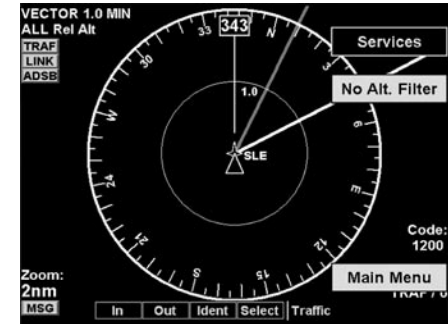 VECTOR 1.0 MIN
ALL Rel Alt
TRAF
LINK
ADSB
343
33
N
30
3
W
6
24
E
21
12
S
15
1.0
SLE
Services
No Alt. Filter
Code:
1200
Main Menu
Zoom:
2nm
MSG
In
Out
Ident
Select
Traffic